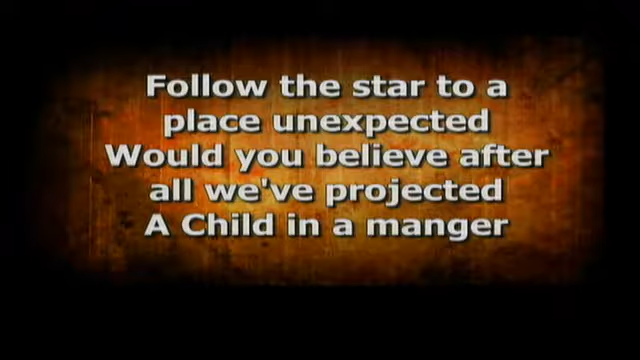 Follow the star to a
place unexpected
Would you believe after
all we've projected
A Child in a manger